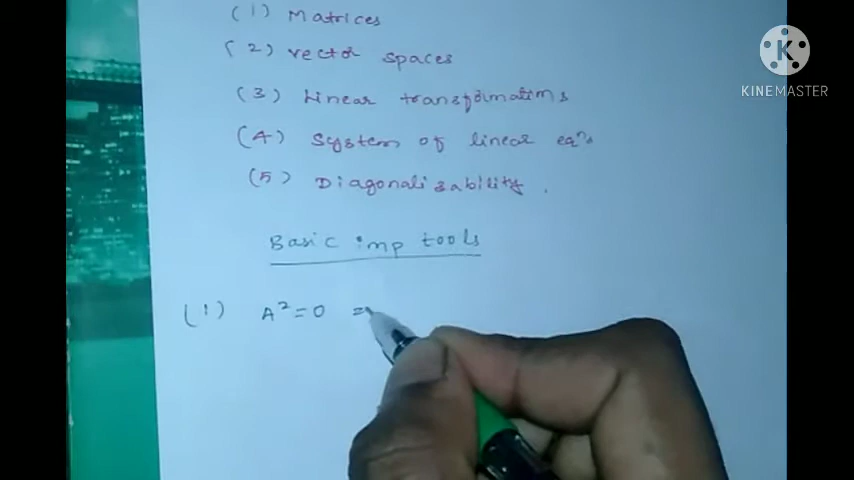 (1) Matrices
(2) vector spaces
(3) Linear transformations
(4) System of linear eqns
(5) Diagonalisability.
Basic imp tools
(1) A² = 0 =
K
KINEMASTER